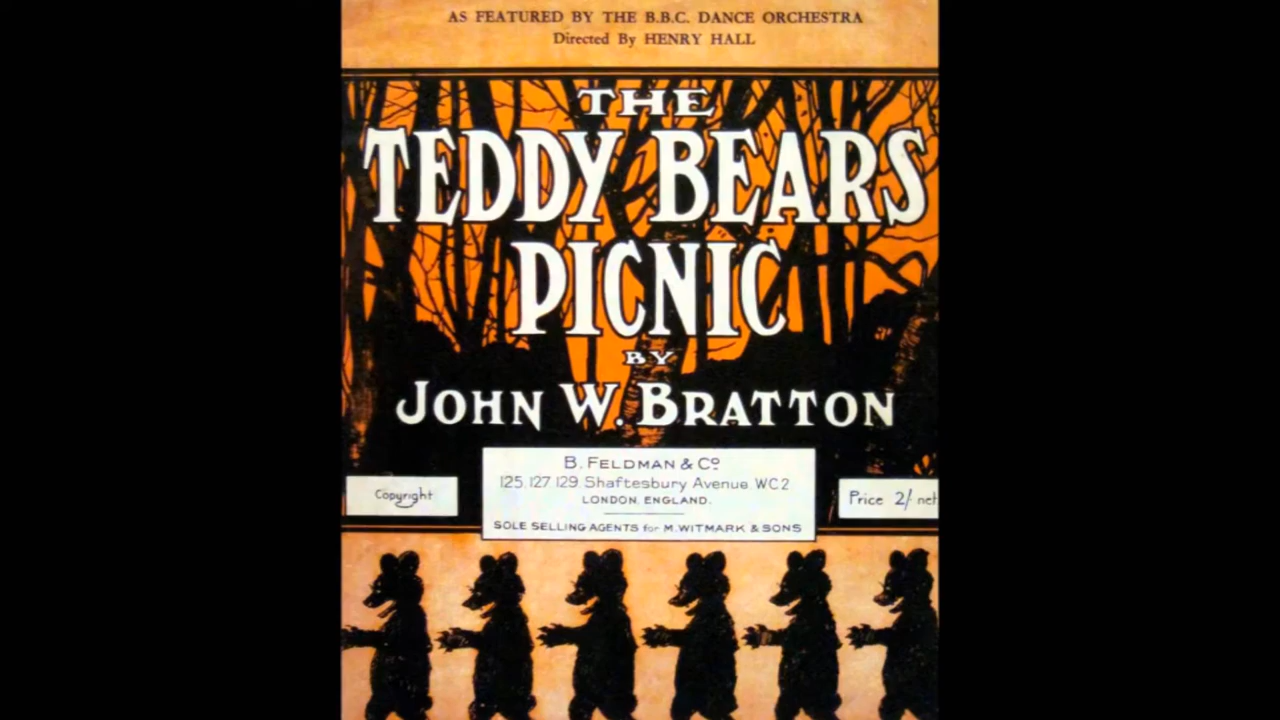 AS FEATURED BY THE B.B.C. DANCE ORCHESTRA
Directed By HENRY HALL
THE
TEDDY BEARS
PICNIC
BY
JOHN W. BRATTON
B. FELDMAN & Cº
125, 127, 129, Shaftesbury Avenue, WC2
LONDON, ENGLAND.
SOLE SELLING AGENTS for M. WITMARK & SONS
Copyright
Price 2/- net